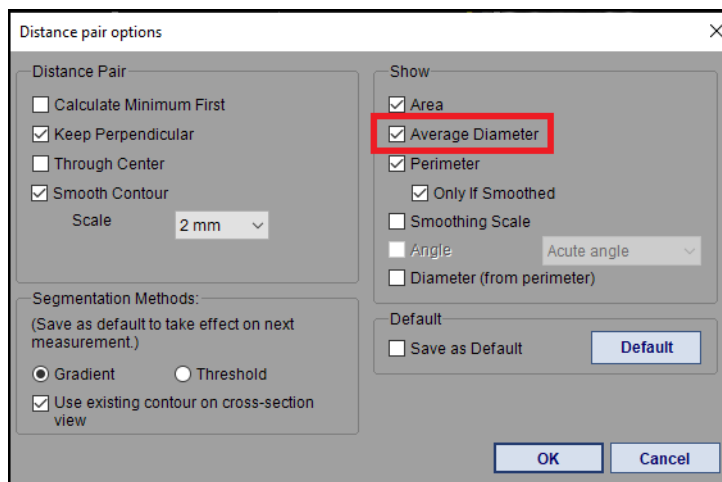 Distance pair options
Distance Pair
Calculate Minimum First
Keep Perpendicular
Through Center
Smooth Contour
Scale
2 mm
Segmentation Methods:
(Save as default to take effect on next
measurement.)
Gradient
Threshold
Use existing contour on cross-section
view
Show
Area
Average Diameter
Perimeter
Only If Smoothed
Smoothing Scale
Angle
Acute angle
Diameter (from perimeter)
Default
Save as Default
Default
OK
Cancel